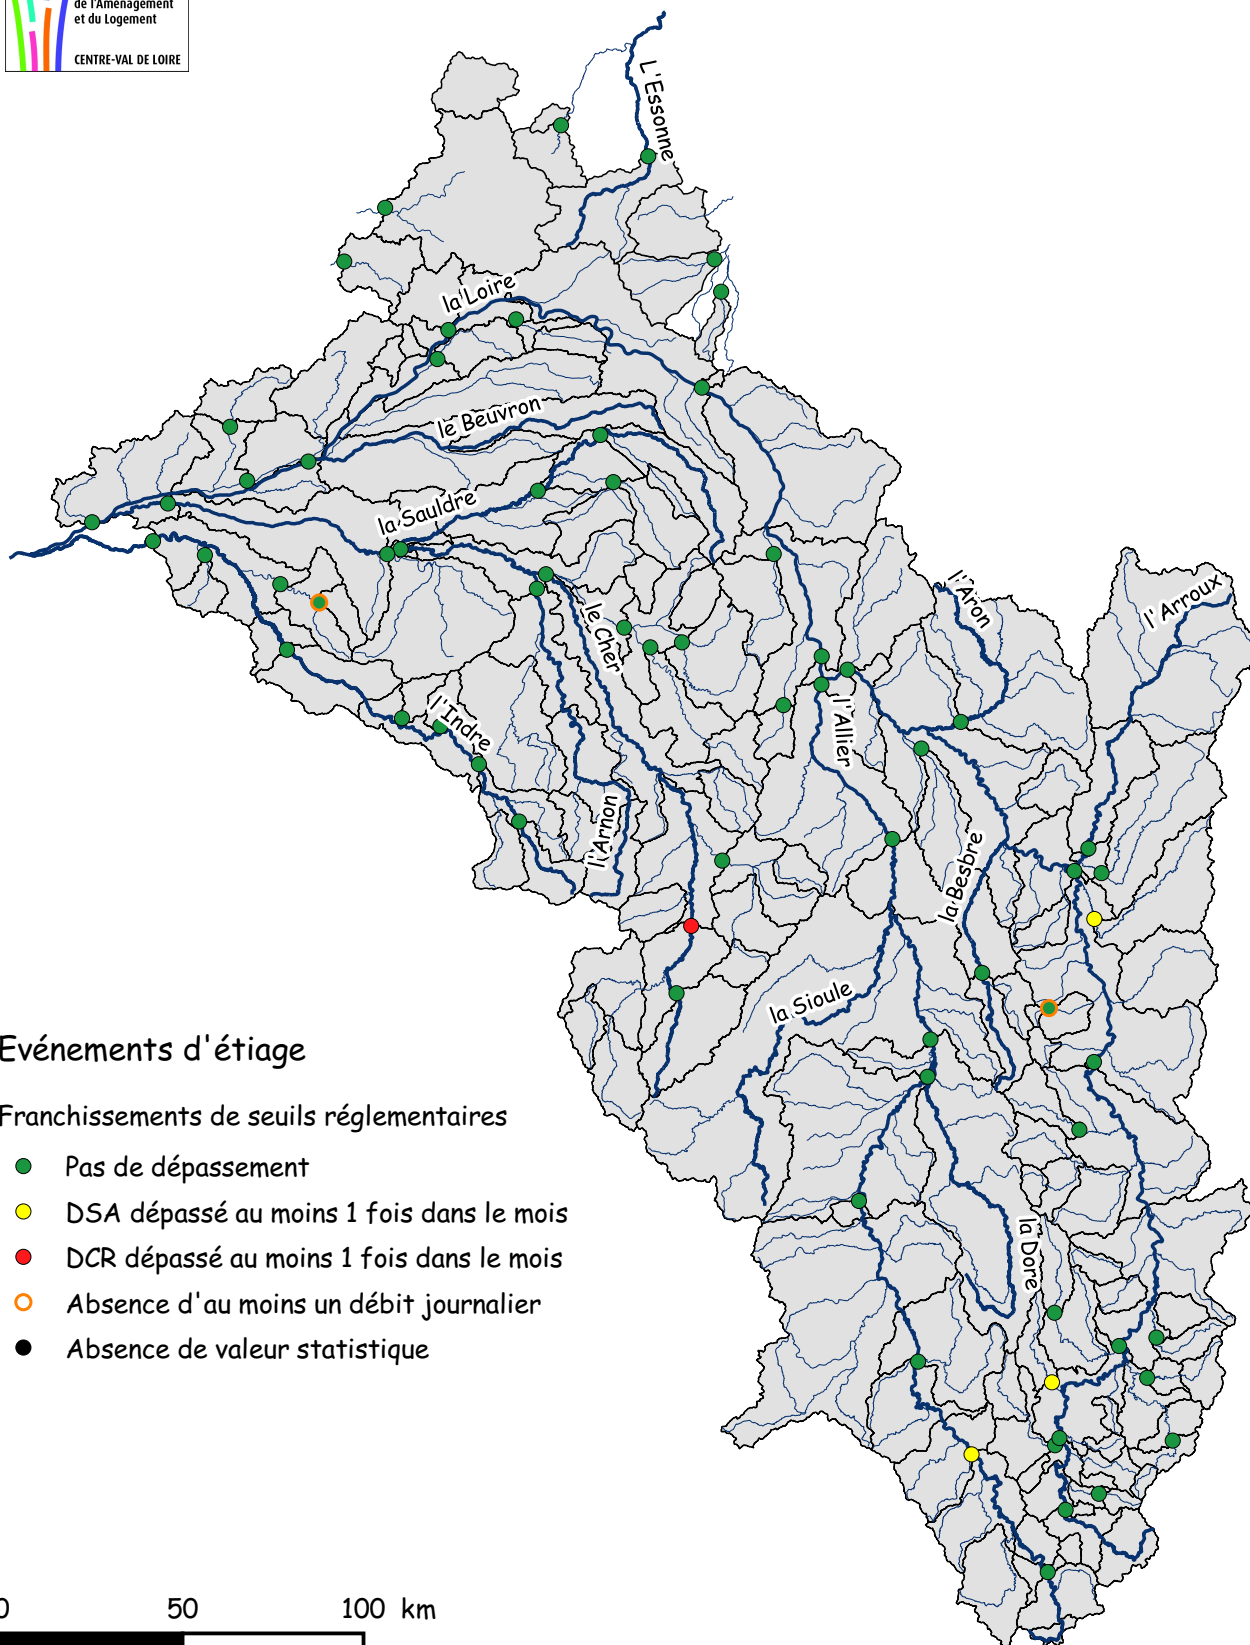 de l'Aménagement
et du Logement
CENTRE-VAL DE LOIRE
L'Essonne
la Loire
le Beuvron
la Sauldre
l'Aron
l' Arroux
le Cher
l'Indre
l'Allier
l'Arnon
la Besbre
la Sioule
la Dore
Evénements d'étiage
Franchissements de seuils réglementaires
Pas de dépassement
DSA dépassé au moins 1 fois dans le mois
DCR dépassé au moins 1 fois dans le mois
Absence d'au moins un débit journalier
Absence de valeur statistique
0 50 100 km